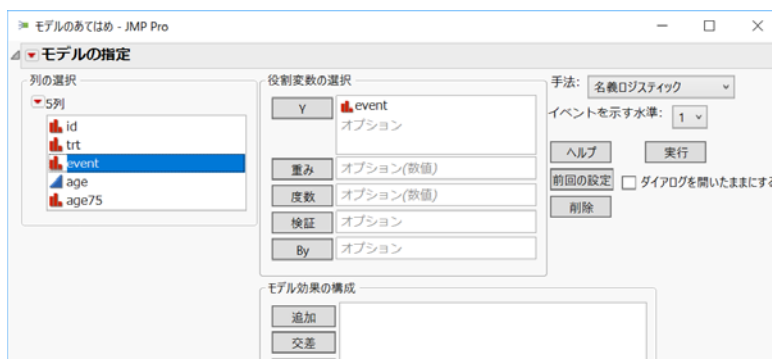 モデルのあてはめ - JMP Pro
モデルの指定
列の選択
5列
id
trt
event
age
age75
役割変数の選択
Y
event
オプション
重み
オプション(数値)
度数
オプション(数値)
検証
オプション
By
オプション
手法: 名義ロジスティック
イベントを示す水準: 1
ヘルプ
実行
前回の設定
ダイアログを開いたままにする
削除
モデル効果の構成
追加
交差